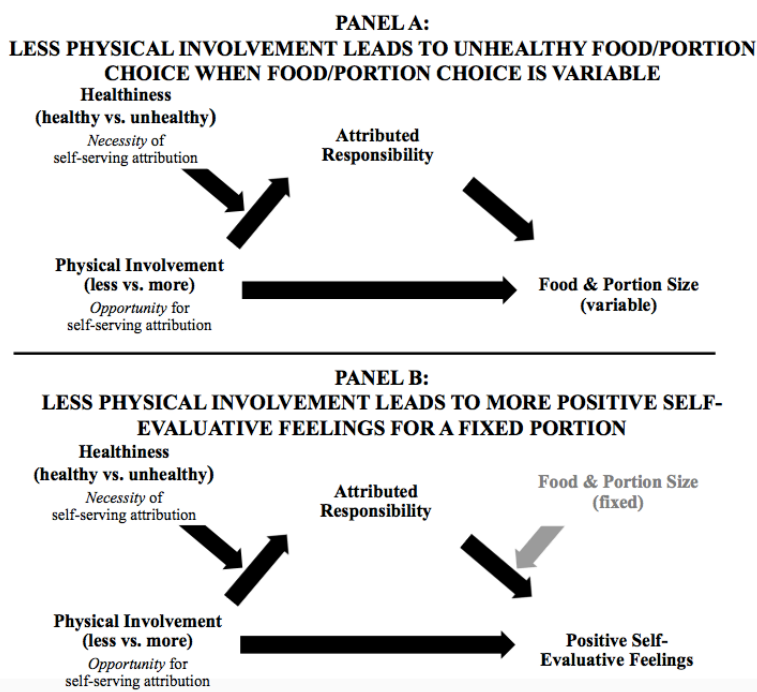 PANEL A:
LESS PHYSICAL INVOLVEMENT LEADS TO UNHEALTHY FOOD/PORTION
CHOICE WHEN FOOD/PORTION CHOICE IS VARIABLE
Healthiness
(healthy vs. unhealthy)
Necessity of
self-serving attribution
Attributed
Responsibility
Physical Involvement
(less vs. more)
Opportunity for
self-serving attribution
Food & Portion Size
(variable)
PANEL B:
LESS PHYSICAL INVOLVEMENT LEADS TO MORE POSITIVE SELF-
EVALUATIVE FEELINGS FOR A FIXED PORTION
Healthiness
(healthy vs. unhealthy)
Necessity of
self-serving attribution
Attributed
Responsibility
Food & Portion Size
(fixed)
Physical Involvement
(less vs. more)
Opportunity for
self-serving attribution
Positive Self-
Evaluative Feelings